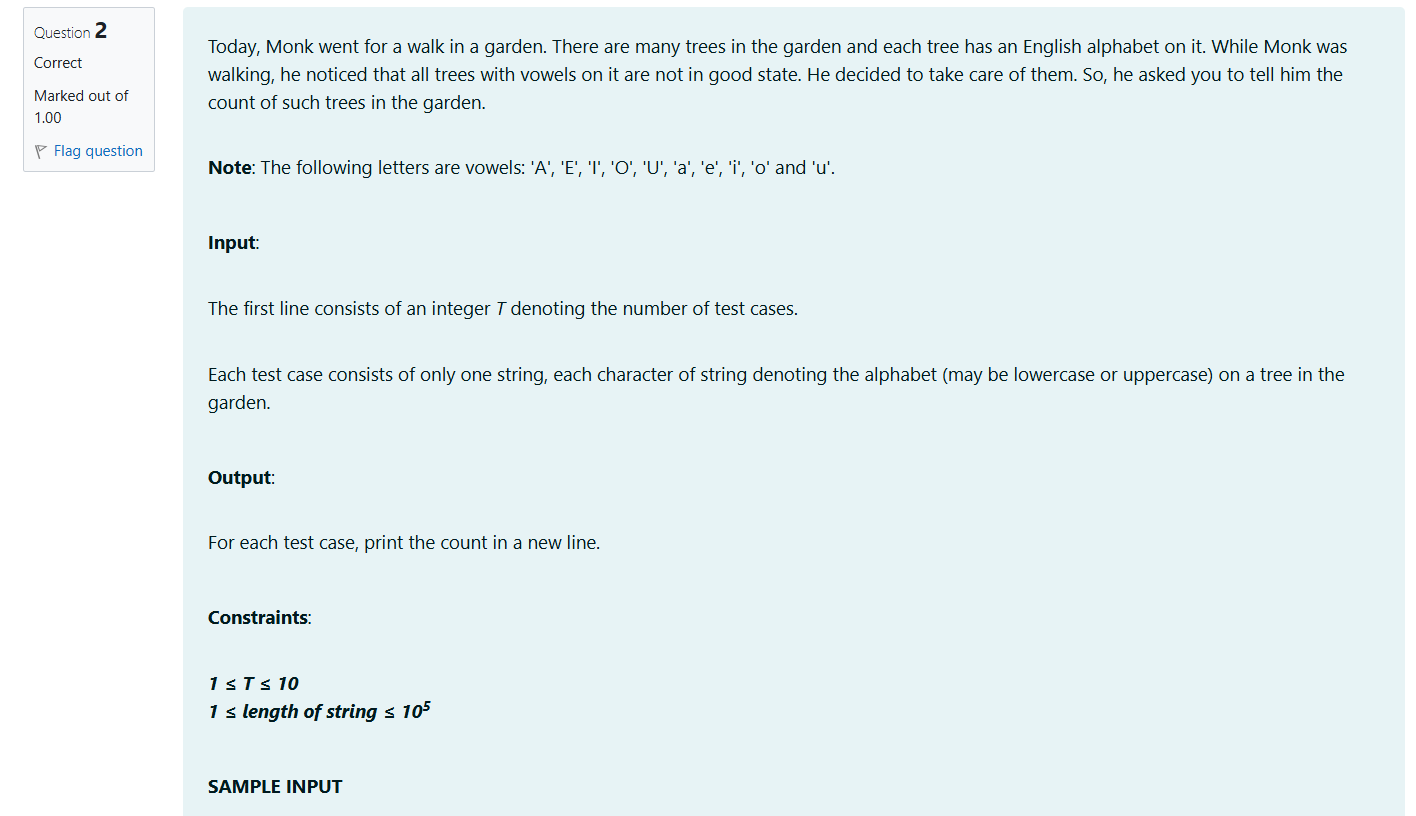 Question 2
Correct
Marked out of
1.00
Flag question
Today, Monk went for a walk in a garden. There are many trees in the garden and each tree has an English alphabet on it. While Monk was
walking, he noticed that all trees with vowels on it are not in good state. He decided to take care of them. So, he asked you to tell him the
count of such trees in the garden.
Note: The following letters are vowels: 'A', 'E', 'I', 'O', 'U', 'a', 'e', 'i', 'o' and 'u'.
Input:
The first line consists of an integer T denoting the number of test cases.
Each test case consists of only one string, each character of string denoting the alphabet (may be lowercase or uppercase) on a tree in the
garden.
Output:
For each test case, print the count in a new line.
Constraints:
1 ≤ T ≤ 10
1 ≤ length of string ≤ 10⁵
SAMPLE INPUT